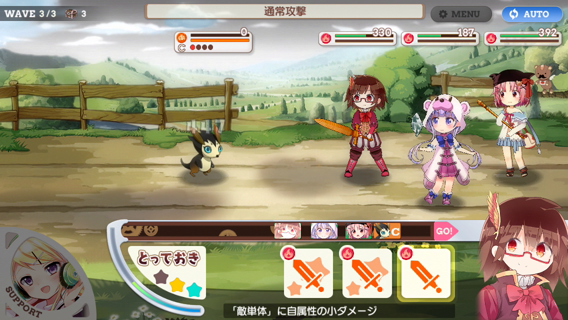 WAVE 3/3 3
通常攻撃
MENU
AUTO
0
C
330
187
392
C GO!
とっておき
SUPPORT
「敵単体」に自属性の小ダメージ